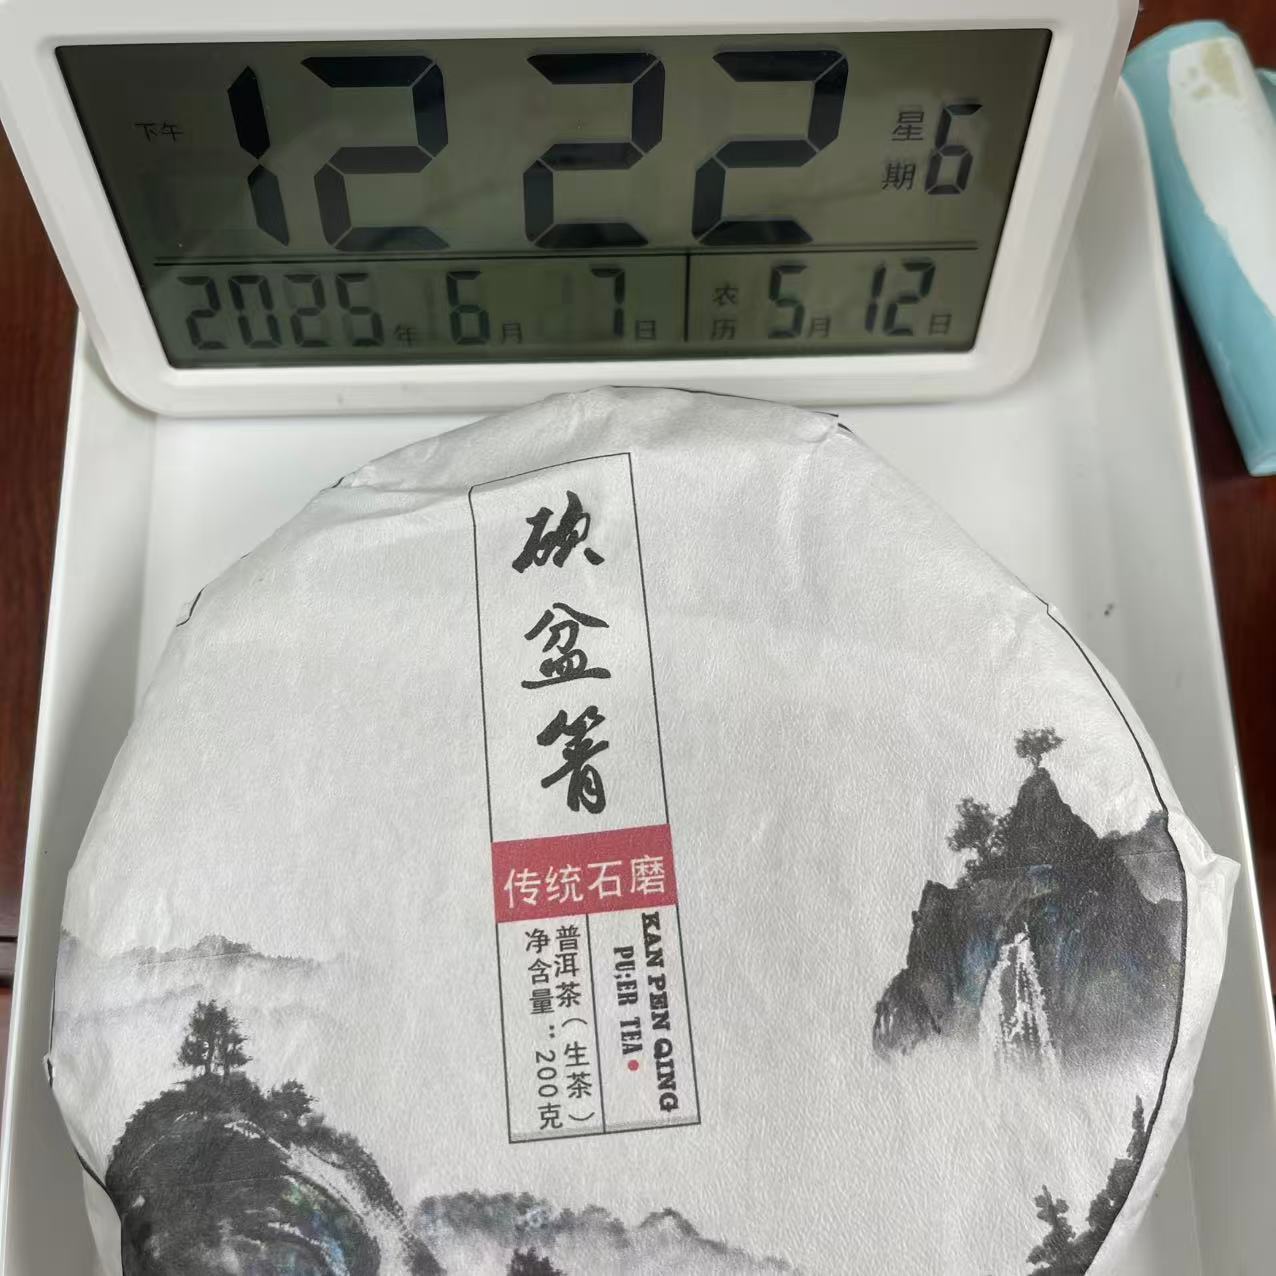 下午 12 22 星期 6
2025年 6月 7日 农历 5月 12日
砍盆箐
传统石磨
KAN PEN QING
PU:ER TEA
普洱茶（生茶）
净含量：200克